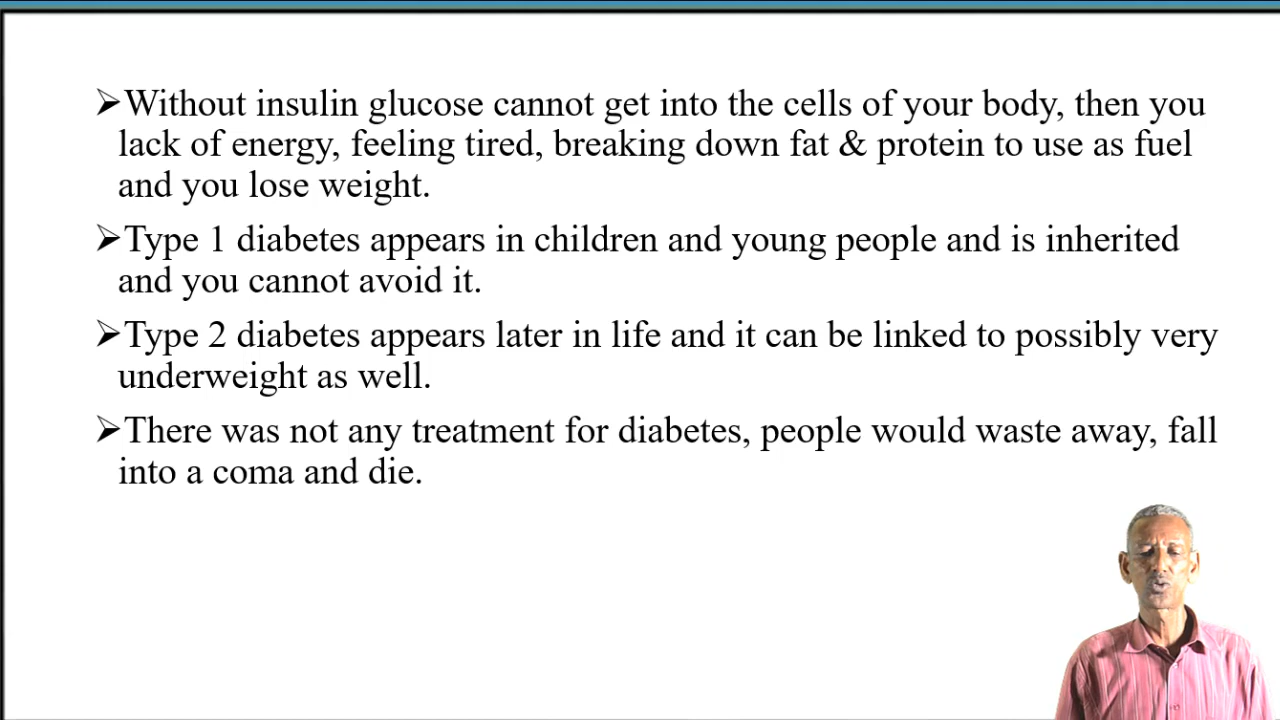 ➢Without insulin glucose cannot get into the cells of your body, then you
lack of energy, feeling tired, breaking down fat & protein to use as fuel
and you lose weight.
➢Type 1 diabetes appears in children and young people and is inherited
and you cannot avoid it.
➢Type 2 diabetes appears later in life and it can be linked to possibly very
underweight as well.
➢There was not any treatment for diabetes, people would waste away, fall
into a coma and die.